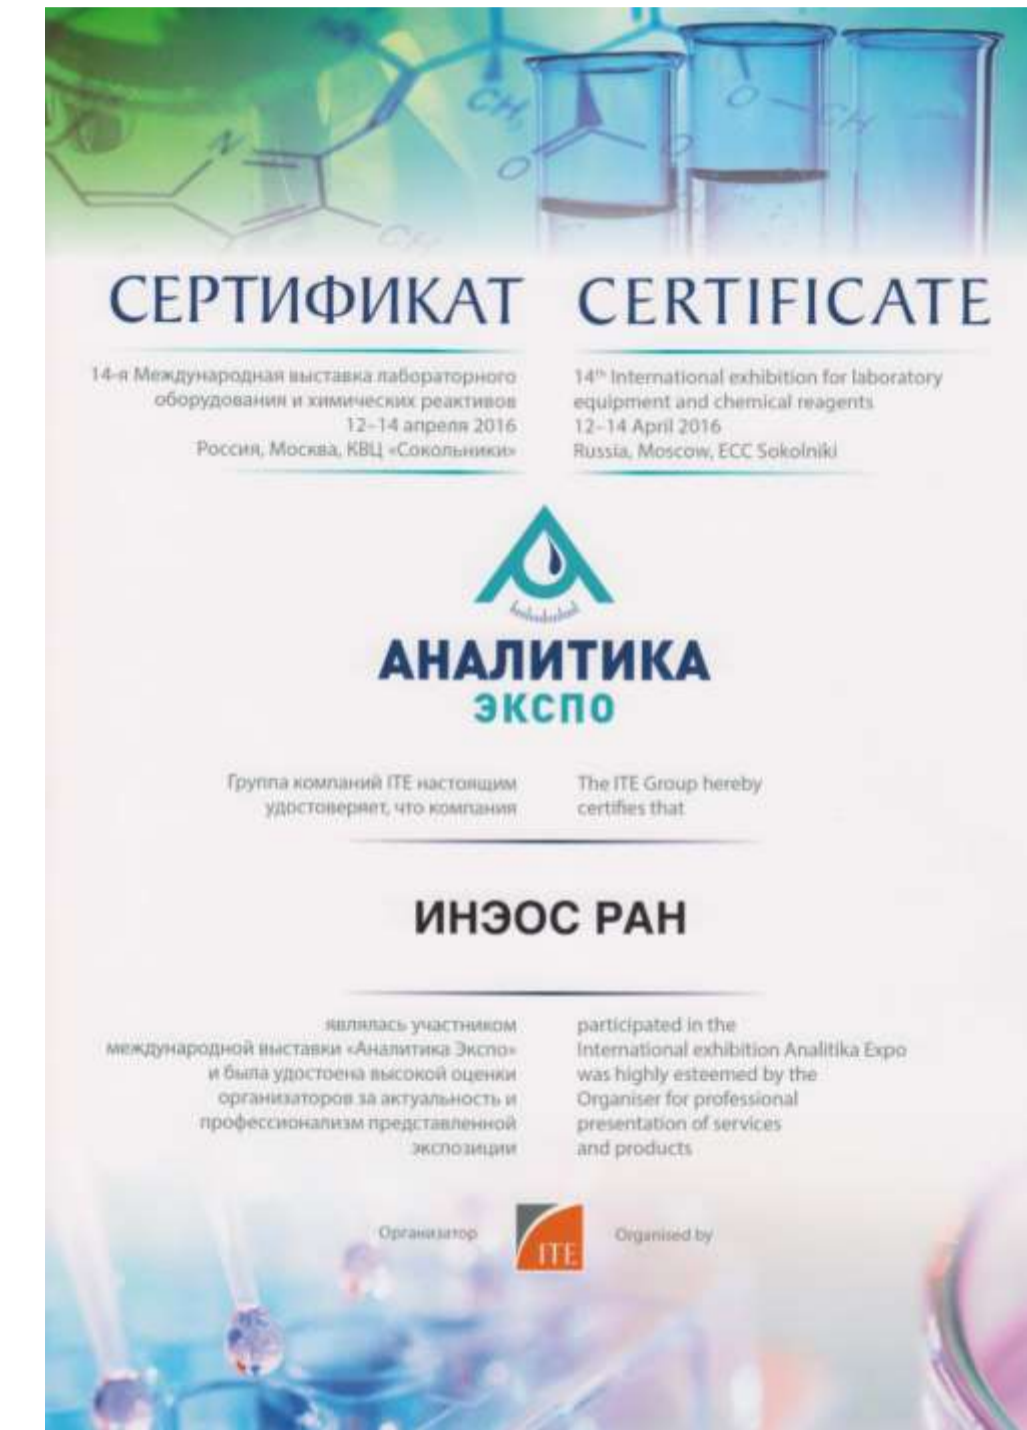 N
CH₃
O
O
O
CH
CH
СЕРТИФИКАТ
14-я Международная выставка лабораторного
оборудования и химических реактивов
12–14 апреля 2016
Россия, Москва, КВЦ «Сокольники»
CERTIFICATE
14th International exhibition for laboratory
equipment and chemical reagents
12–14 April 2016
Russia, Moscow, ECC Sokolniki
АНАЛИТИКА
ЭКСПО
Группа компаний ITE настоящим
удостоверяет, что компания
The ITE Group hereby
certifies that
ИНЭОС РАН
являлась участником
международной выставки «Аналитика Экспо»
и была удостоена высокой оценки
организаторов за актуальность и
профессионализм представленной
экспозиции
participated in the
International exhibition Analitika Expo
was highly esteemed by the
Organiser for professional
presentation of services
and products
Организатор
ITE
Organised by